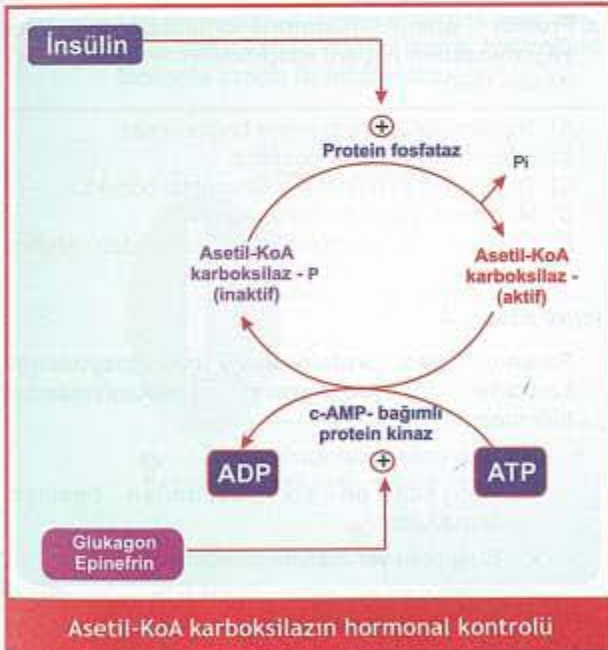 İnsülin
+
Protein fosfataz
Pi
Asetil-KoA
karboksilaz - P
(inaktif)
Asetil-KoA
karboksilaz -
(aktif)
c-AMP- bağımlı
protein kinaz
+
ADP
ATP
Glukagon
Epinefrin
Asetil-KoA karboksilazın hormonal kontrolü